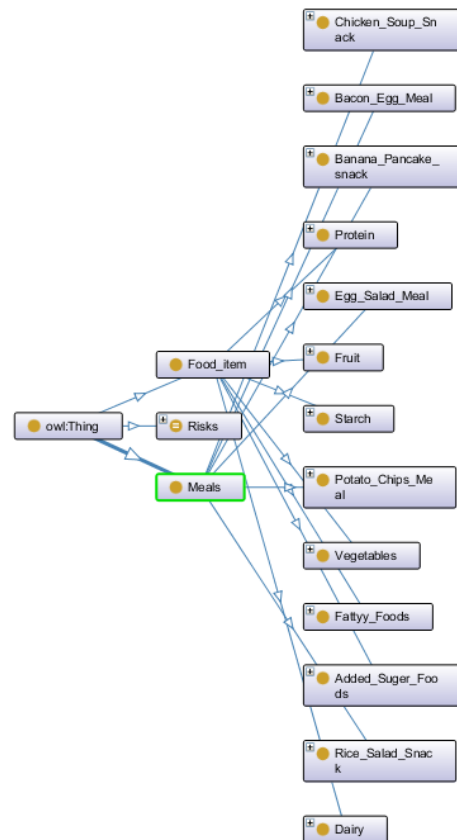 Chicken_Soup_Sn
ack
Bacon_Egg_Meal
Banana_Pancake_
snack
Protein
Egg_Salad_Meal
Food_item
Fruit
owl:Thing
Risks
Starch
Meals
Potato_Chips_Me
al
Vegetables
Fattyy_Foods
Added_Suger_Foo
ds
Rice_Salad_Snac
k
Dairy